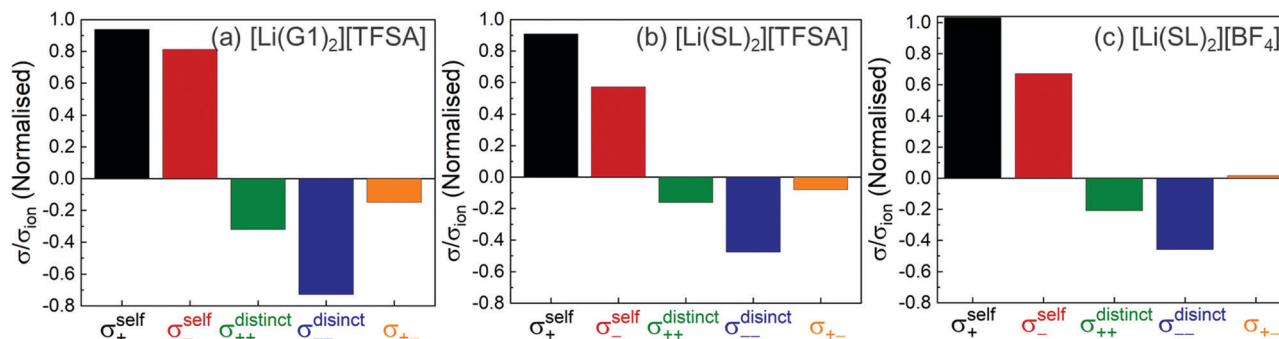 σ/σion (Normalised)
1.0
0.8
0.6
0.4
0.2
0.0
-0.2
-0.4
-0.6
-0.8
(a) [Li(G1)2][TFSA]
σ+self
σ−self
σ++distinct
σ−−disinct
σ+−
σ/σion (Normalised)
1.0
0.8
0.6
0.4
0.2
0.0
-0.2
-0.4
-0.6
-0.8
(b) [Li(SL)2][TFSA]
σ+self
σ−self
σ++distinct
σ−−disinct
σ+−
σ/σion (Normalised)
1.0
0.8
0.6
0.4
0.2
0.0
-0.2
-0.4
-0.6
-0.8
(c) [Li(SL)2][BF4]
σ+self
σ−self
σ++distinct
σ−−disinct
σ+−